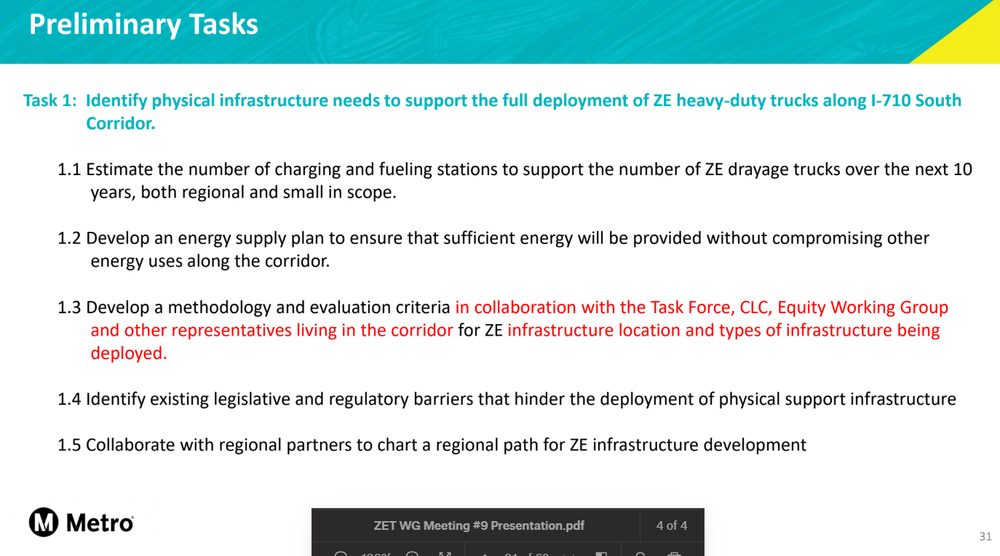 Preliminary Tasks
Task 1: Identify physical infrastructure needs to support the full deployment of ZE heavy-duty trucks along I-710 South
Corridor.
1.1 Estimate the number of charging and fueling stations to support the number of ZE drayage trucks over the next 10
years, both regional and small in scope.
1.2 Develop an energy supply plan to ensure that sufficient energy will be provided without compromising other
energy uses along the corridor.
1.3 Develop a methodology and evaluation criteria in collaboration with the Task Force, CLC, Equity Working Group
and other representatives living in the corridor for ZE infrastructure location and types of infrastructure being
deployed.
1.4 Identify existing legislative and regulatory barriers that hinder the deployment of physical support infrastructure
1.5 Collaborate with regional partners to chart a regional path for ZE infrastructure development
M Metro
ZET WG Meeting #9 Presentation.pdf 4 of 4
31